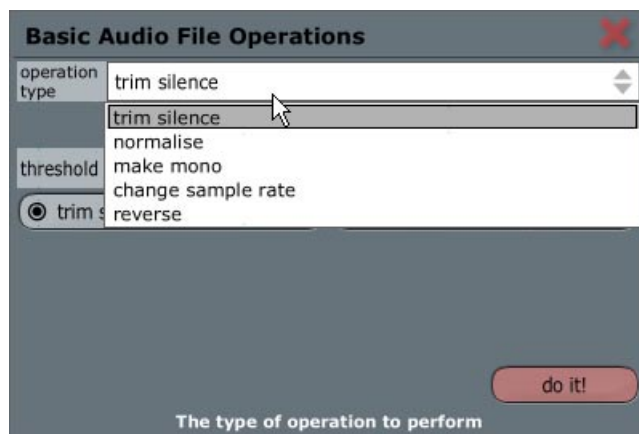 Basic Audio File Operations
operation
type
trim silence
trim silence
normalise
make mono
threshold
change sample rate
trim
reverse
do it!
The type of operation to perform